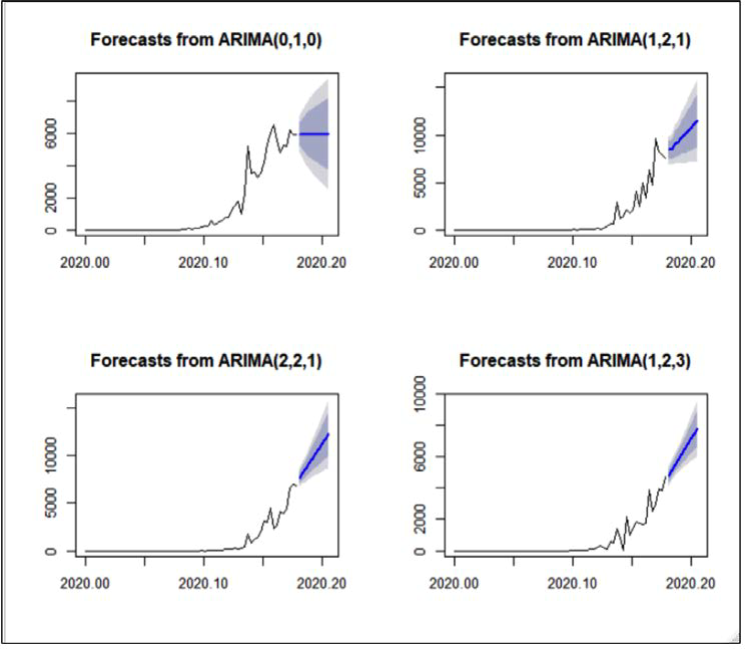 Forecasts from ARIMA(0,1,0)
6000
2000
0
2020.00 2020.10 2020.20
Forecasts from ARIMA(1,2,1)
10000
5000
0
2020.00 2020.10 2020.20
Forecasts from ARIMA(2,2,1)
10000
5000
0
2020.00 2020.10 2020.20
Forecasts from ARIMA(1,2,3)
10000
6000
2000
0
2020.00 2020.10 2020.20